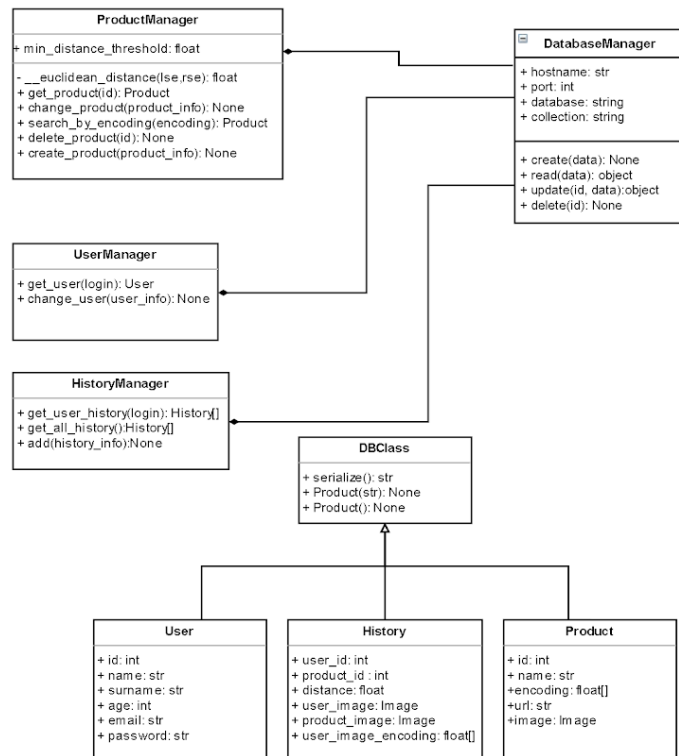 ProductManager
+ min_distance_threshold: float
- __euclidean_distance(lse,rse): float
+ get_product(id): Product
+ change_product(product_info): None
+ search_by_encoding(encoding): Product
+ delete_product(id): None
+ create_product(product_info): None
DatabaseManager
+ hostname: str
+ port: int
+ database: string
+ collection: string
+ create(data): None
+ read(data): object
+ update(id, data):object
+ delete(id): None
UserManager
+ get_user(login): User
+ change_user(user_info): None
HistoryManager
+ get_user_history(login): History[]
+ get_all_history():History[]
+ add(history_info):None
DBClass
+ serialize(): str
+ Product(str): None
+ Product(): None
User
+ id: int
+ name: str
+ surname: str
+ age: int
+ email: str
+ password: str
History
+ user_id: int
+ product_id : int
+ distance: float
+ user_image: Image
+ product_image: Image
+ user_image_encoding: float[]
Product
+ id: int
+ name: str
+encoding: float[]
+url: str
+image: Image